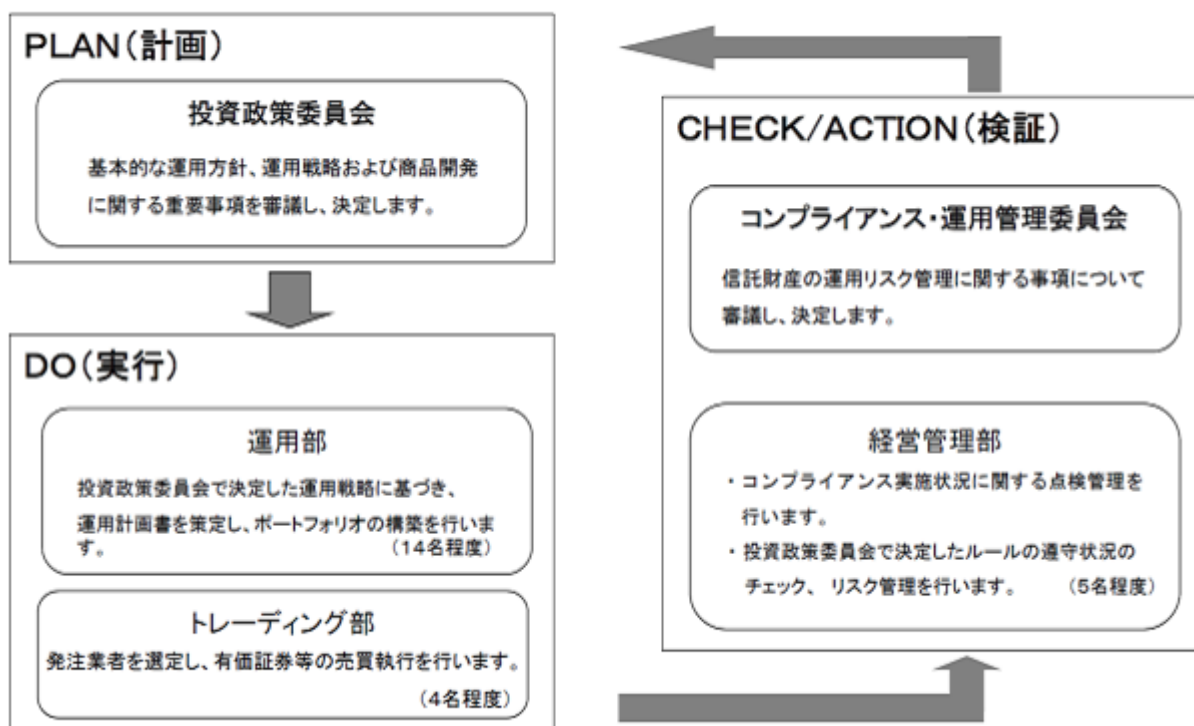 PLAN(計画)
投資政策委員会
基本的な運用方針、運用戦略および商品開発
に関する重要事項を審議し、決定します。
DO(実行)
運用部
投資政策委員会で決定した運用戦略に基づき、
運用計画書を策定し、ポートフォリオの構築を行いま
す。 (14名程度)
トレーディング部
発注業者を選定し、有価証券等の売買執行を行います。
(4名程度)
CHECK/ACTION(検証)
コンプライアンス・運用管理委員会
信託財産の運用リスク管理に関する事項について
審議し、決定します。
経営管理部
・コンプライアンス実施状況に関する点検管理を
行います。
・投資政策委員会で決定したルールの遵守状況の
チェック、 リスク管理を行います。 (5名程度)